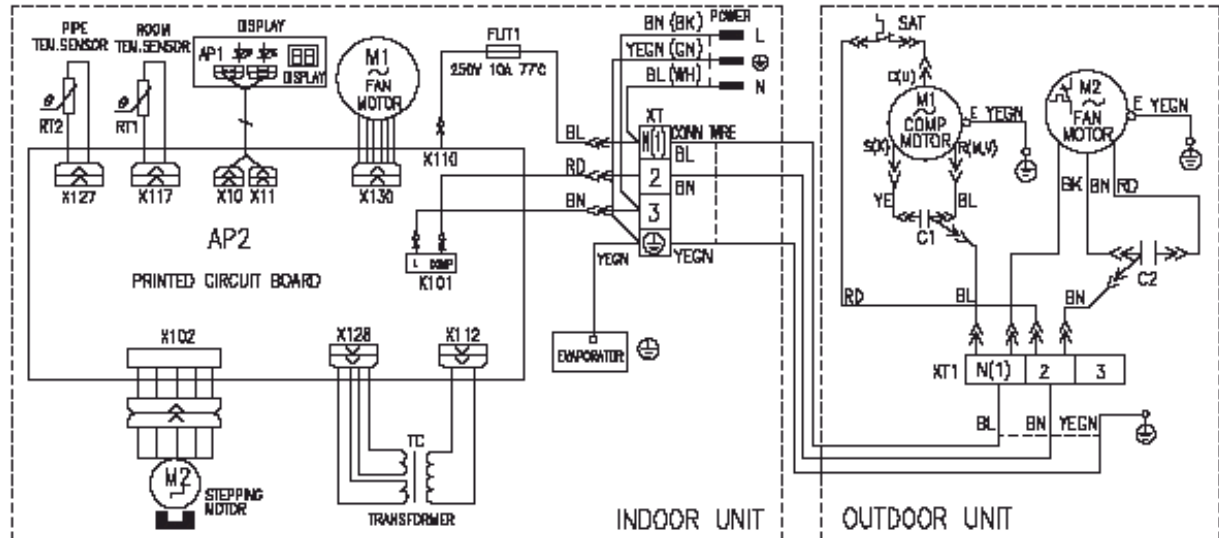 PIPE
TEM.SENSOR
ROOM
TEM.SENSOR
DISPLAY
AP1
DISPLAY
M1
FAN
MOTOR
FUT1
250V 10A 77°C
BN (BK)
POWER
L
YEGN (GN)
BL (WH)
N
θ
RT2
θ
RT1
X127
X117
X10
X11
X130
X110
XT
BL
N(1)
CONN WIRE
BL
RD
2
BN
BN
3
YEGN
YEGN
AP2
PRINTED CIRCUIT BOARD
L
COMP
X101
EVAPORATOR
X102
X128
X112
TC
M2
STEPPING
MOTOR
TRANSFORMER
INDOOR UNIT
SAT
C(U)
M1
COMP
MOTOR
E YEGN
S(X)
R(M,V)
YE
BL
C1
M2
FAN
MOTOR
E YEGN
BK
BN
RD
C2
RD
BL
BN
XT1
N(1)
2
3
BL
BN
YEGN
OUTDOOR UNIT